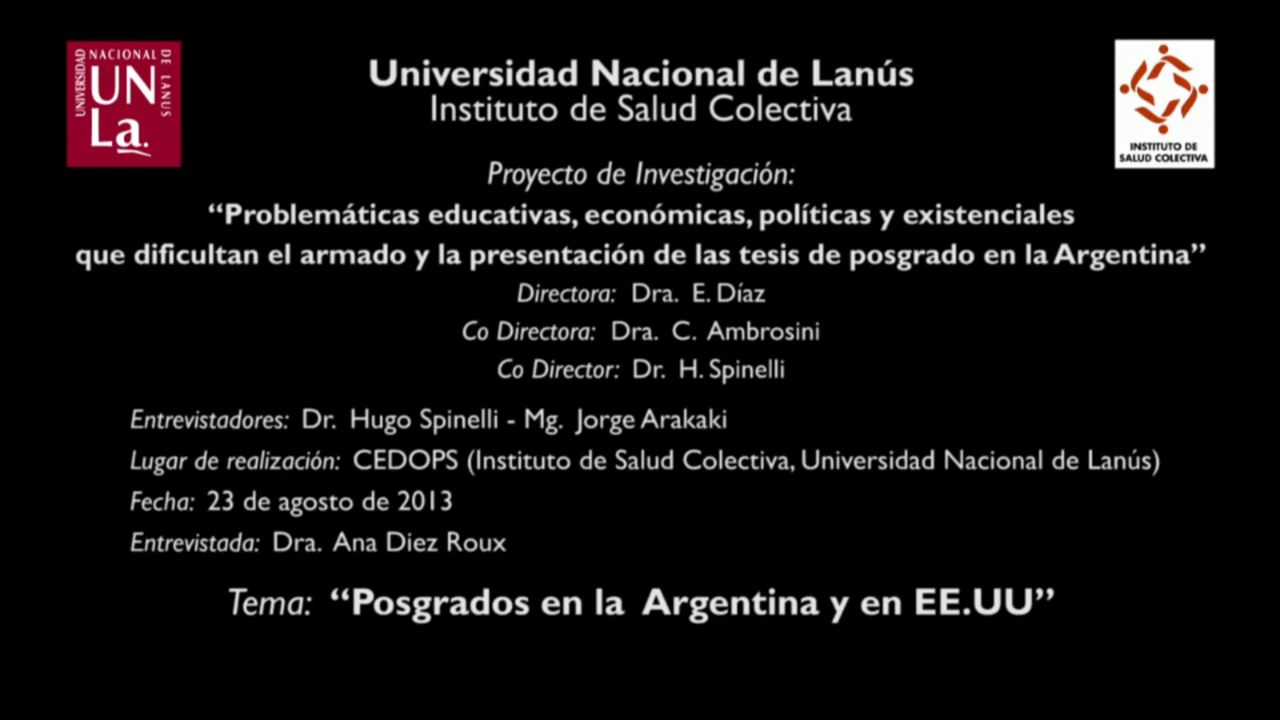 UNIVERSIDAD NACIONAL DE LANUS
UN
La.
Universidad Nacional de Lanús
Instituto de Salud Colectiva
INSTITUTO DE
SALUD COLECTIVA
Proyecto de Investigación:
“Problemáticas educativas, económicas, políticas y existenciales
que dificultan el armado y la presentación de las tesis de posgrado en la Argentina”
Directora: Dra. E. Díaz
Co Directora: Dra. C. Ambrosini
Co Director: Dr. H. Spinelli
Entrevistadores: Dr. Hugo Spinelli - Mg. Jorge Arakaki
Lugar de realización: CEDOPS (Instituto de Salud Colectiva, Universidad Nacional de Lanús)
Fecha: 23 de agosto de 2013
Entrevistada: Dra. Ana Diez Roux
Tema: “Posgrados en la Argentina y en EE.UU”